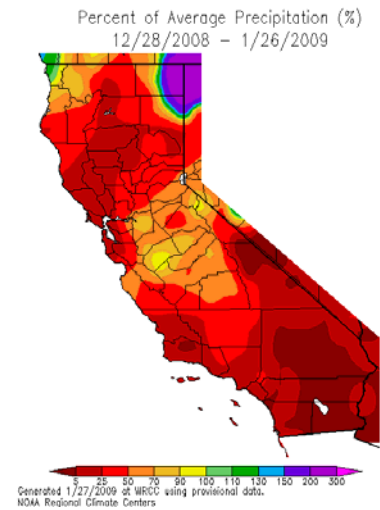 Percent of Average Precipitation (%)
12/28/2008 – 1/26/2009
5 25 50 70 90 100 110 130 150 200 300
Generated 1/27/2009 at WRCC using provisional data.
NOAA Regional Climate Centers